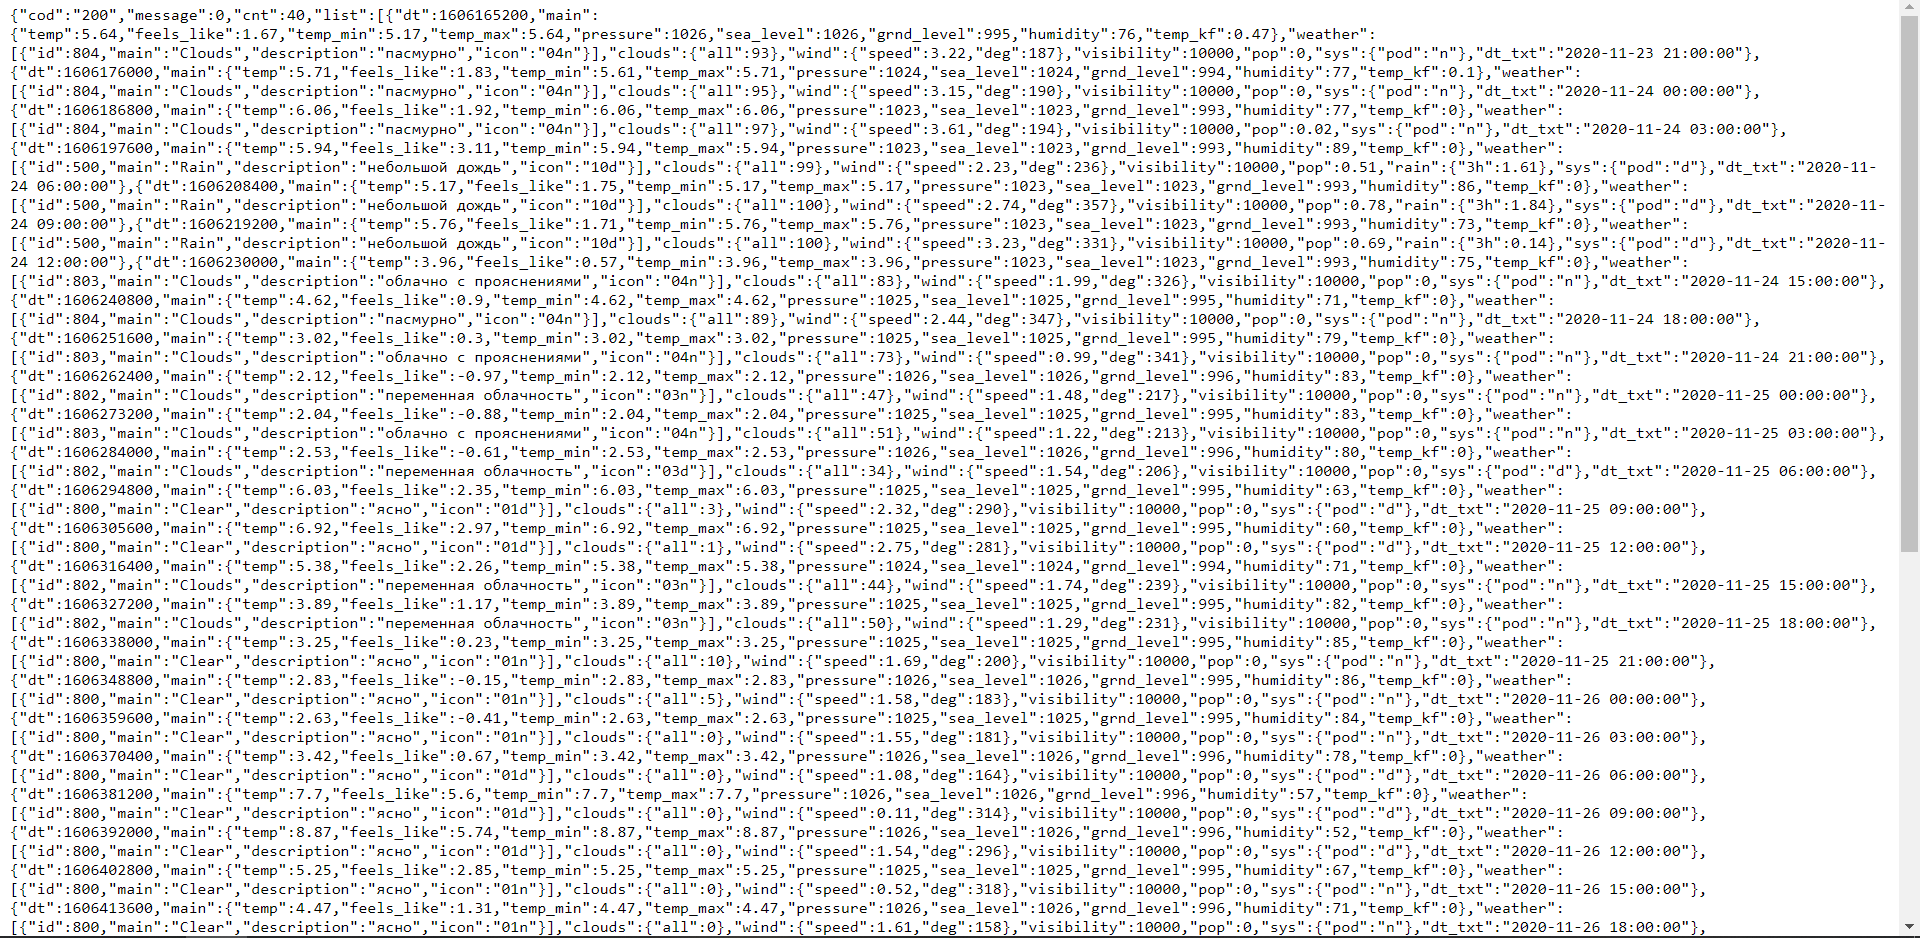 {"cod":"200","message":0,"cnt":40,"list":[{"dt":1606165200,"main":
{"temp":5.64,"feels_like":1.67,"temp_min":5.17,"temp_max":5.64,"pressure":1026,"sea_level":1026,"grnd_level":995,"humidity":76,"temp_kf":0.47},"weather":
[{"id":804,"main":"Clouds","description":"пасмурно","icon":"04n"}],"clouds":{"all":93},"wind":{"speed":3.22,"deg":187},"visibility":10000,"pop":0,"sys":{"pod":"n"},"dt_txt":"2020-11-23 21:00:00"},
{"dt":1606176000,"main":{"temp":5.71,"feels_like":1.83,"temp_min":5.61,"temp_max":5.71,"pressure":1024,"sea_level":1024,"grnd_level":994,"humidity":77,"temp_kf":0.1},"weather":
[{"id":804,"main":"Clouds","description":"пасмурно","icon":"04n"}],"clouds":{"all":95},"wind":{"speed":3.15,"deg":190},"visibility":10000,"pop":0,"sys":{"pod":"n"},"dt_txt":"2020-11-24 00:00:00"},
{"dt":1606186800,"main":{"temp":6.06,"feels_like":1.92,"temp_min":6.06,"temp_max":6.06,"pressure":1023,"sea_level":1023,"grnd_level":993,"humidity":77,"temp_kf":0},"weather":
[{"id":804,"main":"Clouds","description":"пасмурно","icon":"04n"}],"clouds":{"all":97},"wind":{"speed":3.61,"deg":194},"visibility":10000,"pop":0.02,"sys":{"pod":"n"},"dt_txt":"2020-11-24 03:00:00"},
{"dt":1606197600,"main":{"temp":5.94,"feels_like":3.11,"temp_min":5.94,"temp_max":5.94,"pressure":1023,"sea_level":1023,"grnd_level":993,"humidity":89,"temp_kf":0},"weather":
[{"id":500,"main":"Rain","description":"небольшой дождь","icon":"10d"}],"clouds":{"all":99},"wind":{"speed":2.23,"deg":236},"visibility":10000,"pop":0.51,"rain":{"3h":1.61},"sys":{"pod":"d"},"dt_txt":"2020-11-
24 06:00:00"},{"dt":1606208400,"main":{"temp":5.17,"feels_like":1.75,"temp_min":5.17,"temp_max":5.17,"pressure":1023,"sea_level":1023,"grnd_level":993,"humidity":86,"temp_kf":0},"weather":
[{"id":500,"main":"Rain","description":"небольшой дождь","icon":"10d"}],"clouds":{"all":100},"wind":{"speed":2.74,"deg":357},"visibility":10000,"pop":0.78,"rain":{"3h":1.84},"sys":{"pod":"d"},"dt_txt":"2020-11-
24 09:00:00"},{"dt":1606219200,"main":{"temp":5.76,"feels_like":1.71,"temp_min":5.76,"temp_max":5.76,"pressure":1023,"sea_level":1023,"grnd_level":993,"humidity":73,"temp_kf":0},"weather":
[{"id":500,"main":"Rain","description":"небольшой дождь","icon":"10d"}],"clouds":{"all":100},"wind":{"speed":3.23,"deg":331},"visibility":10000,"pop":0.69,"rain":{"3h":0.14},"sys":{"pod":"d"},"dt_txt":"2020-11-
24 12:00:00"},{"dt":1606230000,"main":{"temp":3.96,"feels_like":0.57,"temp_min":3.96,"temp_max":3.96,"pressure":1023,"sea_level":1023,"grnd_level":993,"humidity":75,"temp_kf":0},"weather":
[{"id":803,"main":"Clouds","description":"облачно с прояснениями","icon":"04n"}],"clouds":{"all":83},"wind":{"speed":1.99,"deg":326},"visibility":10000,"pop":0,"sys":{"pod":"n"},"dt_txt":"2020-11-24 15:00:00"},
{"dt":1606240800,"main":{"temp":4.62,"feels_like":0.9,"temp_min":4.62,"temp_max":4.62,"pressure":1025,"sea_level":1025,"grnd_level":995,"humidity":71,"temp_kf":0},"weather":
[{"id":804,"main":"Clouds","description":"пасмурно","icon":"04n"}],"clouds":{"all":89},"wind":{"speed":2.44,"deg":347},"visibility":10000,"pop":0,"sys":{"pod":"n"},"dt_txt":"2020-11-24 18:00:00"},
{"dt":1606251600,"main":{"temp":3.02,"feels_like":0.3,"temp_min":3.02,"temp_max":3.02,"pressure":1025,"sea_level":1025,"grnd_level":995,"humidity":79,"temp_kf":0},"weather":
[{"id":803,"main":"Clouds","description":"облачно с прояснениями","icon":"04n"}],"clouds":{"all":73},"wind":{"speed":0.99,"deg":341},"visibility":10000,"pop":0,"sys":{"pod":"n"},"dt_txt":"2020-11-24 21:00:00"},
{"dt":1606262400,"main":{"temp":2.12,"feels_like":-0.97,"temp_min":2.12,"temp_max":2.12,"pressure":1026,"sea_level":1026,"grnd_level":996,"humidity":83,"temp_kf":0},"weather":
[{"id":802,"main":"Clouds","description":"переменная облачность","icon":"03n"}],"clouds":{"all":47},"wind":{"speed":1.48,"deg":217},"visibility":10000,"pop":0,"sys":{"pod":"n"},"dt_txt":"2020-11-25 00:00:00"},
{"dt":1606273200,"main":{"temp":2.04,"feels_like":-0.88,"temp_min":2.04,"temp_max":2.04,"pressure":1025,"sea_level":1025,"grnd_level":995,"humidity":83,"temp_kf":0},"weather":
[{"id":803,"main":"Clouds","description":"облачно с прояснениями","icon":"04n"}],"clouds":{"all":51},"wind":{"speed":1.22,"deg":213},"visibility":10000,"pop":0,"sys":{"pod":"n"},"dt_txt":"2020-11-25 03:00:00"},
{"dt":1606284000,"main":{"temp":2.53,"feels_like":-0.61,"temp_min":2.53,"temp_max":2.53,"pressure":1026,"sea_level":1026,"grnd_level":996,"humidity":80,"temp_kf":0},"weather":
[{"id":802,"main":"Clouds","description":"переменная облачность","icon":"03d"}],"clouds":{"all":34},"wind":{"speed":1.54,"deg":206},"visibility":10000,"pop":0,"sys":{"pod":"d"},"dt_txt":"2020-11-25 06:00:00"},
{"dt":1606294800,"main":{"temp":6.03,"feels_like":2.35,"temp_min":6.03,"temp_max":6.03,"pressure":1025,"sea_level":1025,"grnd_level":995,"humidity":63,"temp_kf":0},"weather":
[{"id":800,"main":"Clear","description":"ясно","icon":"01d"}],"clouds":{"all":3},"wind":{"speed":2.32,"deg":290},"visibility":10000,"pop":0,"sys":{"pod":"d"},"dt_txt":"2020-11-25 09:00:00"},
{"dt":1606305600,"main":{"temp":6.92,"feels_like":2.97,"temp_min":6.92,"temp_max":6.92,"pressure":1025,"sea_level":1025,"grnd_level":995,"humidity":60,"temp_kf":0},"weather":
[{"id":800,"main":"Clear","description":"ясно","icon":"01d"}],"clouds":{"all":1},"wind":{"speed":2.75,"deg":281},"visibility":10000,"pop":0,"sys":{"pod":"d"},"dt_txt":"2020-11-25 12:00:00"},
{"dt":1606316400,"main":{"temp":5.38,"feels_like":2.26,"temp_min":5.38,"temp_max":5.38,"pressure":1024,"sea_level":1024,"grnd_level":994,"humidity":71,"temp_kf":0},"weather":
[{"id":802,"main":"Clouds","description":"переменная облачность","icon":"03n"}],"clouds":{"all":44},"wind":{"speed":1.74,"deg":239},"visibility":10000,"pop":0,"sys":{"pod":"n"},"dt_txt":"2020-11-25 15:00:00"},
{"dt":1606327200,"main":{"temp":3.89,"feels_like":1.17,"temp_min":3.89,"temp_max":3.89,"pressure":1025,"sea_level":1025,"grnd_level":995,"humidity":82,"temp_kf":0},"weather":
[{"id":802,"main":"Clouds","description":"переменная облачность","icon":"03n"}],"clouds":{"all":50},"wind":{"speed":1.29,"deg":231},"visibility":10000,"pop":0,"sys":{"pod":"n"},"dt_txt":"2020-11-25 18:00:00"},
{"dt":1606338000,"main":{"temp":3.25,"feels_like":0.23,"temp_min":3.25,"temp_max":3.25,"pressure":1025,"sea_level":1025,"grnd_level":995,"humidity":85,"temp_kf":0},"weather":
[{"id":800,"main":"Clear","description":"ясно","icon":"01n"}],"clouds":{"all":10},"wind":{"speed":1.69,"deg":200},"visibility":10000,"pop":0,"sys":{"pod":"n"},"dt_txt":"2020-11-25 21:00:00"},
{"dt":1606348800,"main":{"temp":2.83,"feels_like":-0.15,"temp_min":2.83,"temp_max":2.83,"pressure":1026,"sea_level":1026,"grnd_level":995,"humidity":86,"temp_kf":0},"weather":
[{"id":800,"main":"Clear","description":"ясно","icon":"01n"}],"clouds":{"all":5},"wind":{"speed":1.58,"deg":183},"visibility":10000,"pop":0,"sys":{"pod":"n"},"dt_txt":"2020-11-26 00:00:00"},
{"dt":1606359600,"main":{"temp":2.63,"feels_like":-0.41,"temp_min":2.63,"temp_max":2.63,"pressure":1025,"sea_level":1025,"grnd_level":995,"humidity":84,"temp_kf":0},"weather":
[{"id":800,"main":"Clear","description":"ясно","icon":"01n"}],"clouds":{"all":0},"wind":{"speed":1.55,"deg":181},"visibility":10000,"pop":0,"sys":{"pod":"n"},"dt_txt":"2020-11-26 03:00:00"},
{"dt":1606370400,"main":{"temp":3.42,"feels_like":0.67,"temp_min":3.42,"temp_max":3.42,"pressure":1026,"sea_level":1026,"grnd_level":996,"humidity":78,"temp_kf":0},"weather":
[{"id":800,"main":"Clear","description":"ясно","icon":"01d"}],"clouds":{"all":0},"wind":{"speed":1.08,"deg":164},"visibility":10000,"pop":0,"sys":{"pod":"d"},"dt_txt":"2020-11-26 06:00:00"},
{"dt":1606381200,"main":{"temp":7.7,"feels_like":5.6,"temp_min":7.7,"temp_max":7.7,"pressure":1026,"sea_level":1026,"grnd_level":996,"humidity":57,"temp_kf":0},"weather":
[{"id":800,"main":"Clear","description":"ясно","icon":"01d"}],"clouds":{"all":0},"wind":{"speed":0.11,"deg":314},"visibility":10000,"pop":0,"sys":{"pod":"d"},"dt_txt":"2020-11-26 09:00:00"},
{"dt":1606392000,"main":{"temp":8.87,"feels_like":5.74,"temp_min":8.87,"temp_max":8.87,"pressure":1026,"sea_level":1026,"grnd_level":996,"humidity":52,"temp_kf":0},"weather":
[{"id":800,"main":"Clear","description":"ясно","icon":"01d"}],"clouds":{"all":0},"wind":{"speed":1.54,"deg":296},"visibility":10000,"pop":0,"sys":{"pod":"d"},"dt_txt":"2020-11-26 12:00:00"},
{"dt":1606402800,"main":{"temp":5.25,"feels_like":2.85,"temp_min":5.25,"temp_max":5.25,"pressure":1025,"sea_level":1025,"grnd_level":995,"humidity":67,"temp_kf":0},"weather":
[{"id":800,"main":"Clear","description":"ясно","icon":"01n"}],"clouds":{"all":0},"wind":{"speed":0.52,"deg":318},"visibility":10000,"pop":0,"sys":{"pod":"n"},"dt_txt":"2020-11-26 15:00:00"},
{"dt":1606413600,"main":{"temp":4.47,"feels_like":1.31,"temp_min":4.47,"temp_max":4.47,"pressure":1026,"sea_level":1026,"grnd_level":996,"humidity":71,"temp_kf":0},"weather":
[{"id":800,"main":"Clear","description":"ясно","icon":"01n"}],"clouds":{"all":0},"wind":{"speed":1.61,"deg":158},"visibility":10000,"pop":0,"sys":{"pod":"n"},"dt_txt":"2020-11-26 18:00:00"},